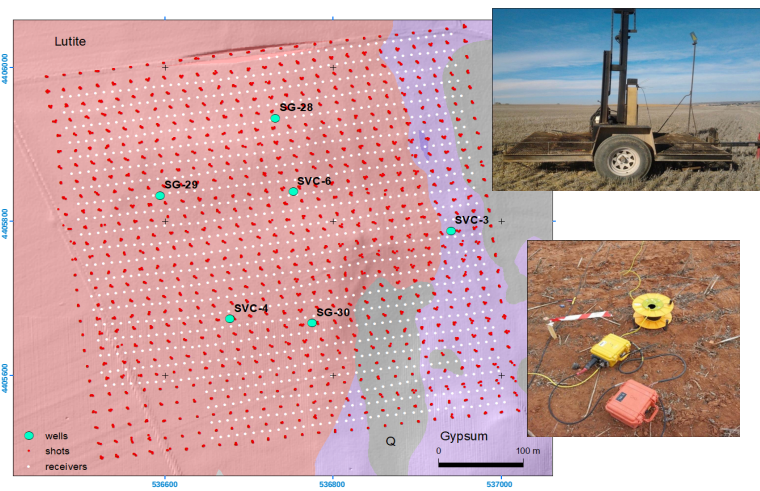 Lutite
4406000
SG-28
SG-29
SVC-6
4405800
SVC-3
SVC-4
SG-30
4405600
wells
shots
receivers
Q
Gypsum
0 100 m
536600 536800 537000